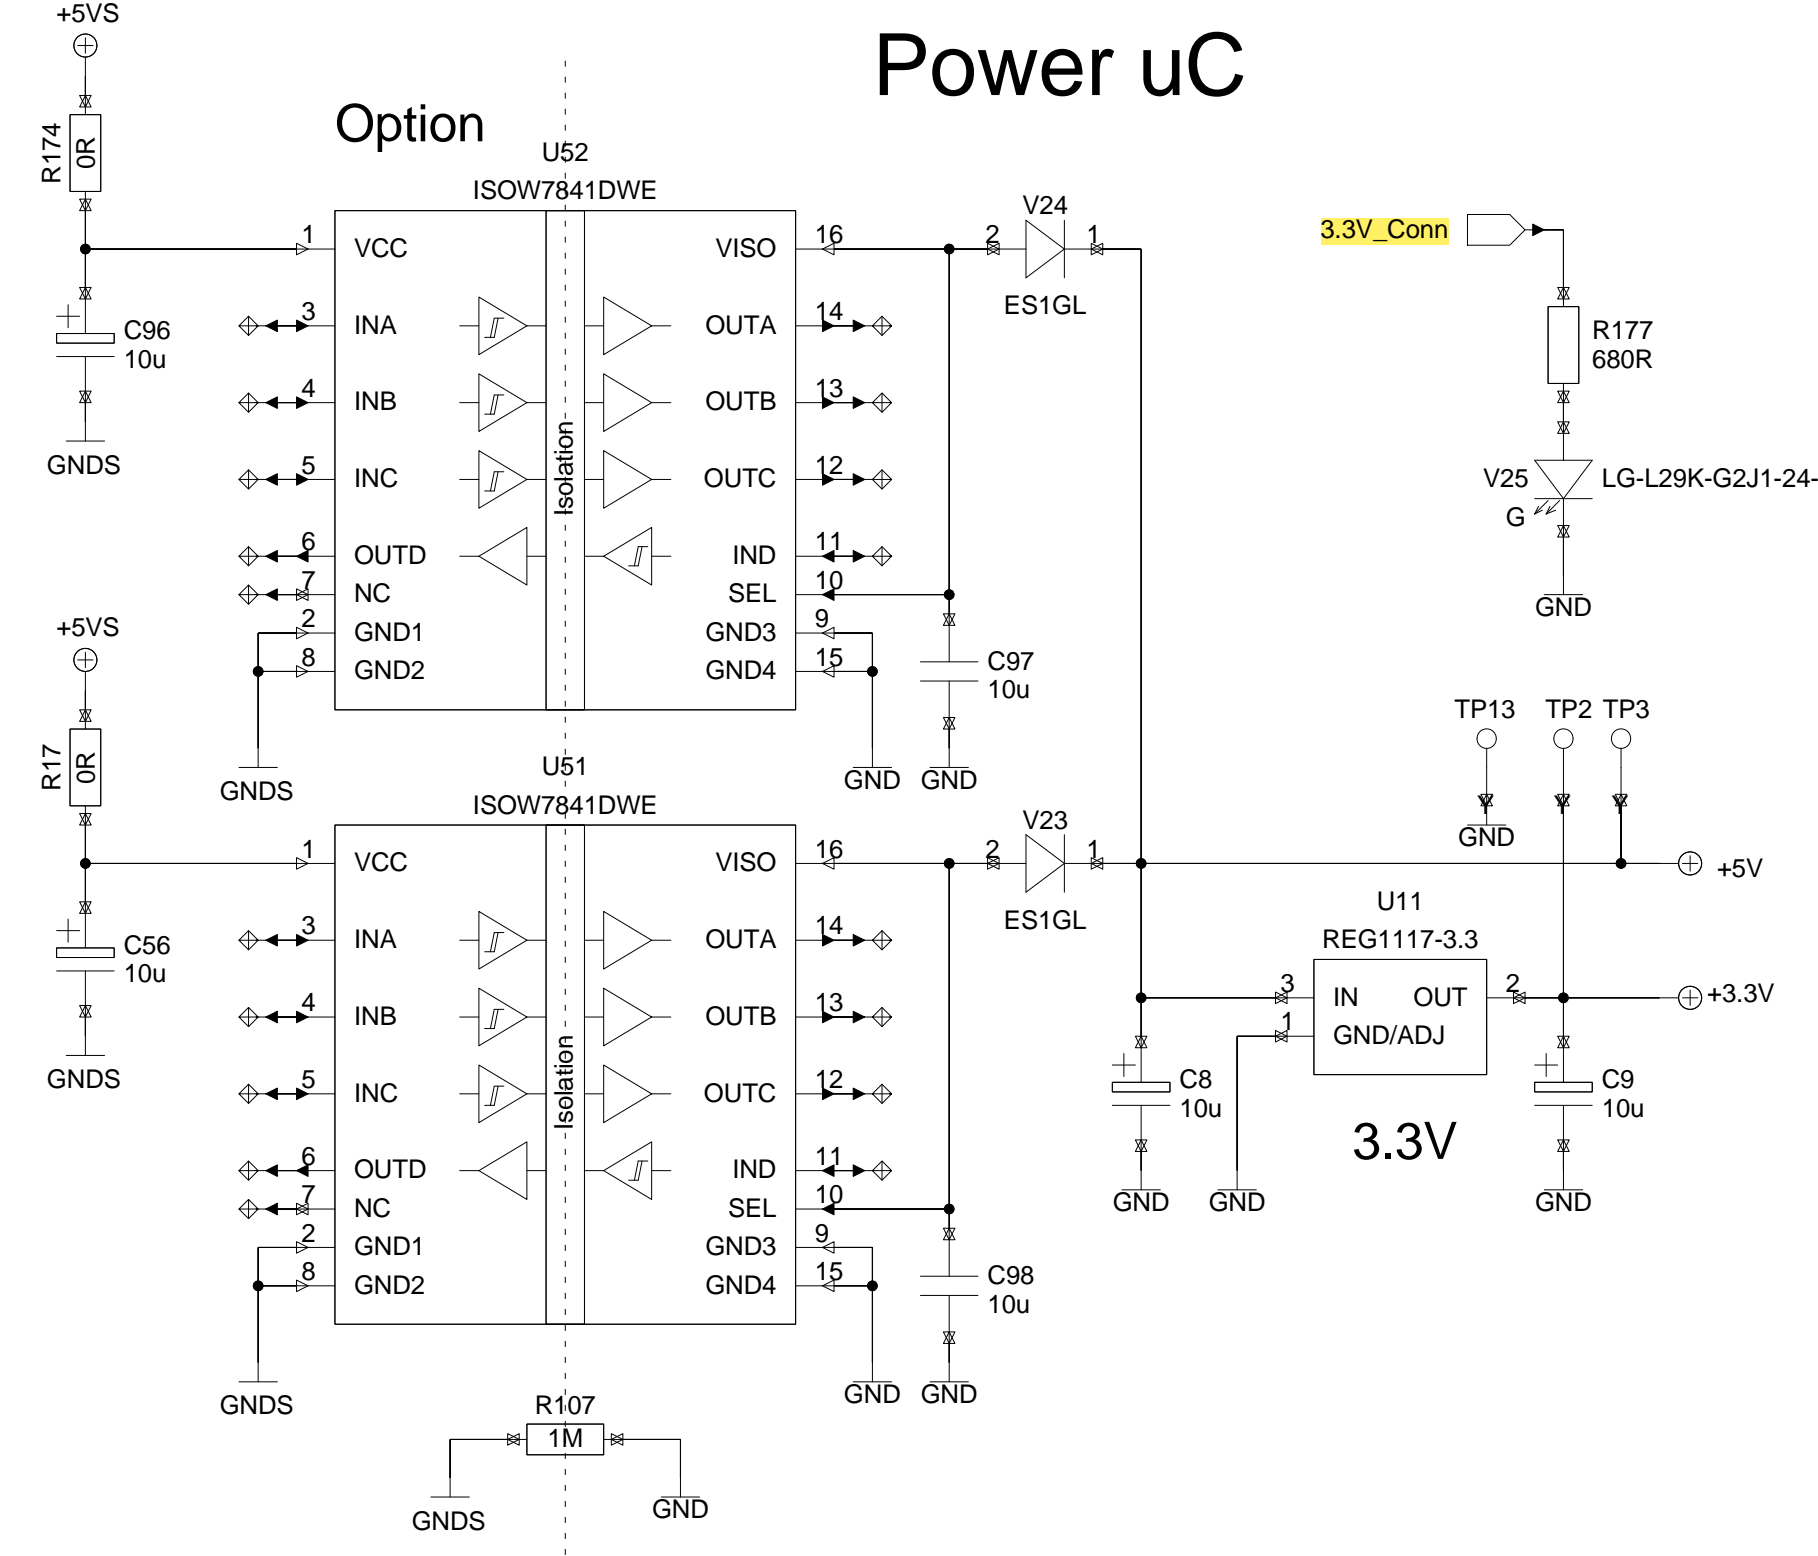 Power uC
+5VS
R174
0R
C96
10u
GNDS
Option
U52
ISOW7841DWE
Isolation
1
VCC
VISO
16
3
INA
OUTA
14
4
INB
OUTB
13
5
INC
OUTC
12
6
OUTD
IND
11
7
NC
SEL
10
2
GND1
GND3
9
8
GND2
GND4
15
GNDS
GND
GND
C97
10u
2
V24
1
ES1GL
3.3V_Conn
R177
680R
V25
LG-L29K-G2J1-24-
G
GND
+5VS
R17
0R
C56
10u
GNDS
U51
ISOW7841DWE
Isolation
1
VCC
VISO
16
3
INA
OUTA
14
4
INB
OUTB
13
5
INC
OUTC
12
6
OUTD
IND
11
7
NC
SEL
10
2
GND1
GND3
9
8
GND2
GND4
15
GNDS
GND
GND
C98
10u
2
V23
1
ES1GL
TP13
TP2
TP3
GND
+5V
U11
REG1117-3.3
3
IN
OUT
2
+3.3V
1
GND/ADJ
C8
10u
C9
10u
3.3V
GND
GND
GND
R107
1M
GNDS
GND